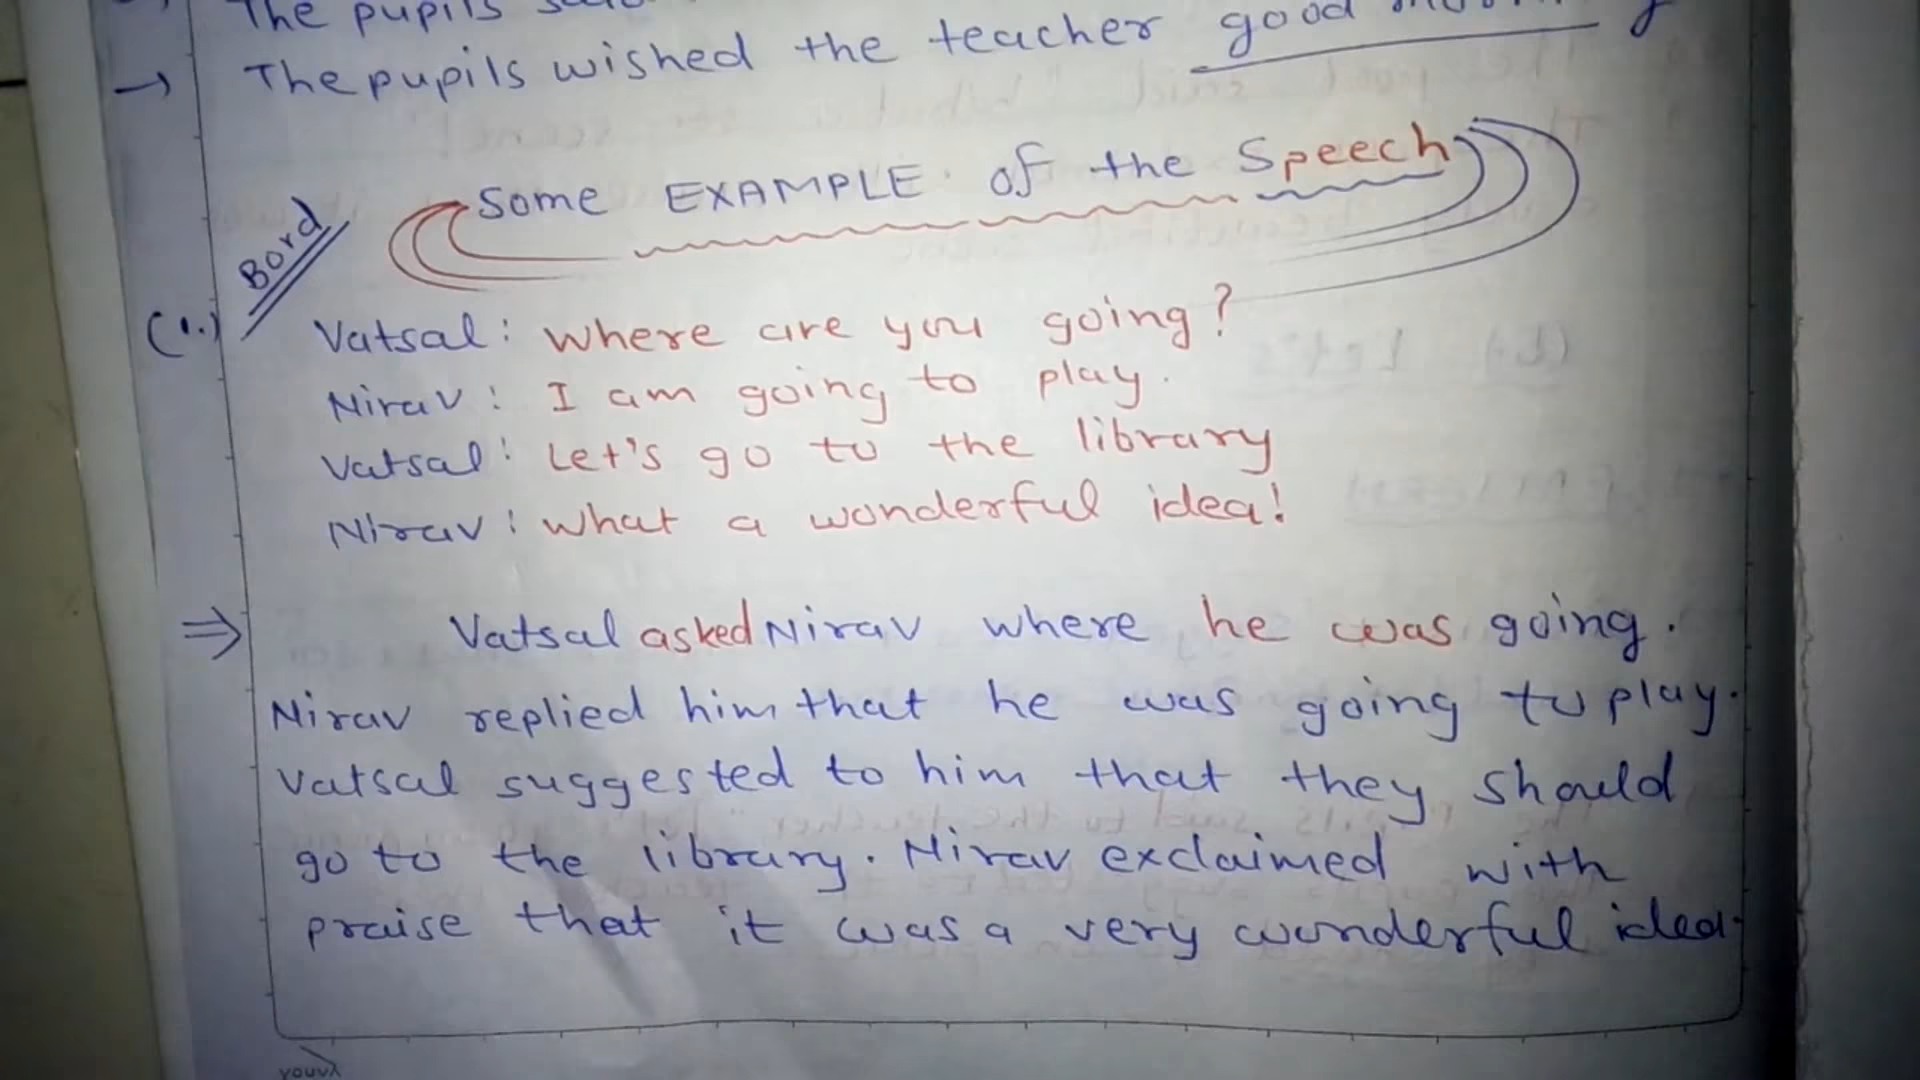 The pupils
→ The pupils wished the teacher good
Some EXAMPLE of the Speech
Bord
(1.) Vatsal: Where are you going?
Nirav: I am going to play.
Vatsal: Let's go to the library
Nirav: What a wonderful idea!
⇒ Vatsal asked Nirav where he was going.
Nirav replied him that he was going to play.
Vatsal suggested to him that they should
go to the library. Nirav exclaimed with
praise that it was a very wonderful idea.
youva